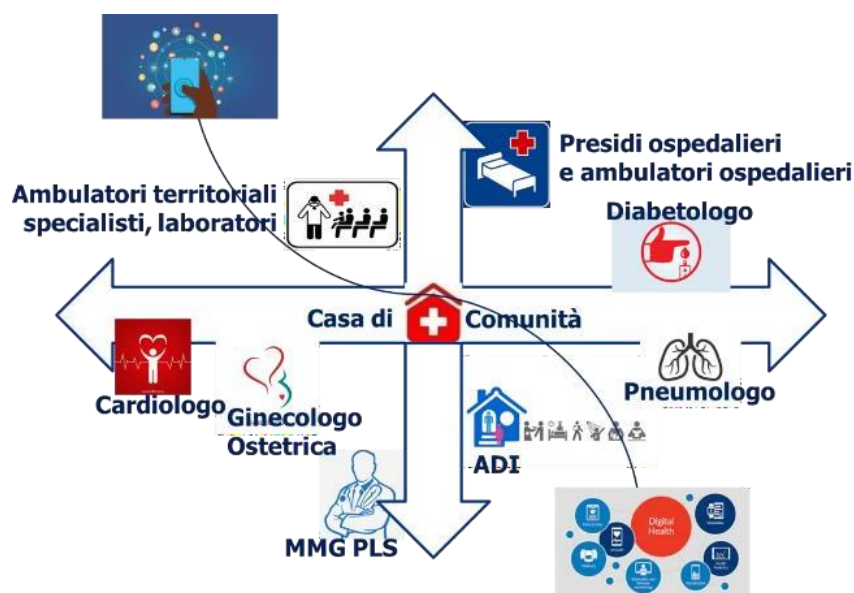 Presidi ospedalieri
e ambulatori ospedalieri
Ambulatori territoriali
specialisti, laboratori
Diabetologo
Casa di Comunità
Pneumologo
Cardiologo
Ginecologo
Ostetrica
ADI
MMG PLS
Digital
Health